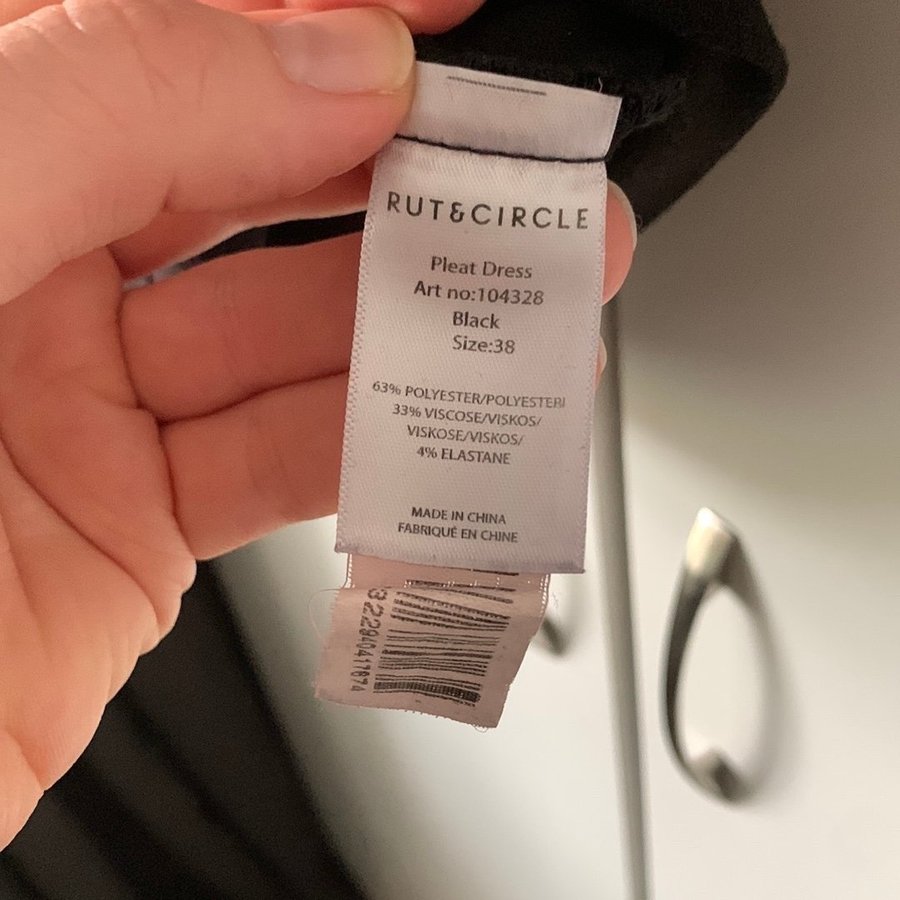 RUT&CIRCLE
Pleat Dress
Art no:104328
Black
Size:38
63% POLYESTER/POLYESTERI
33% VISCOSE/VISKOS/
VISKOSE/VISKOS/
4% ELASTANE
MADE IN CHINA
FABRIQUÉ EN CHINE